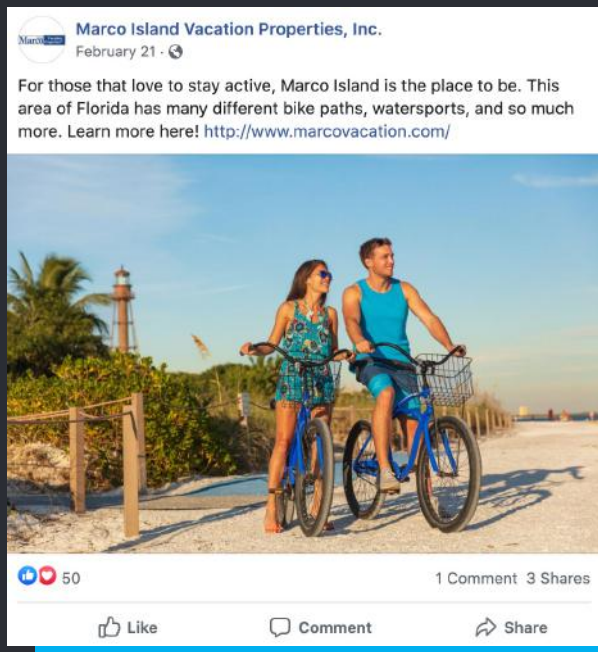 Marco
Marco Island Vacation Properties, Inc.
February 21 ·
For those that love to stay active, Marco Island is the place to be. This
area of Florida has many different bike paths, watersports, and so much
more. Learn more here! http://www.marcovacation.com/
50
1 Comment 3 Shares
Like
Comment
Share